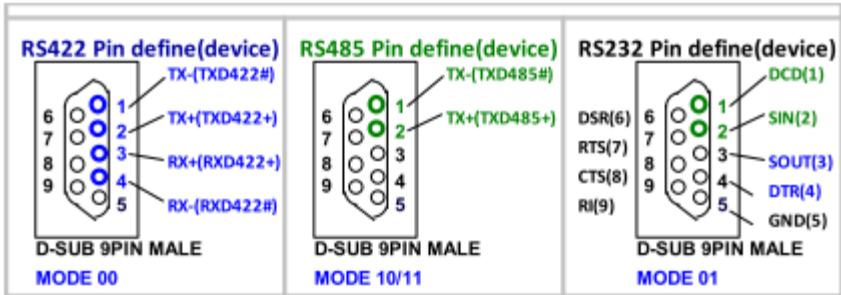 RS422 Pin define(device)
TX-(TXD422#)
1
6
TX+(TXD422+)
2
7
3
RX+(RXD422+)
8
4
9
RX-(RXD422#)
5
D-SUB 9PIN MALE
MODE 00
RS485 Pin define(device)
TX-(TXD485#)
1
6
TX+(TXD485+)
2
7
3
8
4
9
5
D-SUB 9PIN MALE
MODE 10/11
RS232 Pin define(device)
DCD(1)
1
DSR(6)
6
SIN(2)
2
RTS(7)
7
3
SOUT(3)
CTS(8)
8
4
DTR(4)
RI(9)
9
5
GND(5)
D-SUB 9PIN MALE
MODE 01